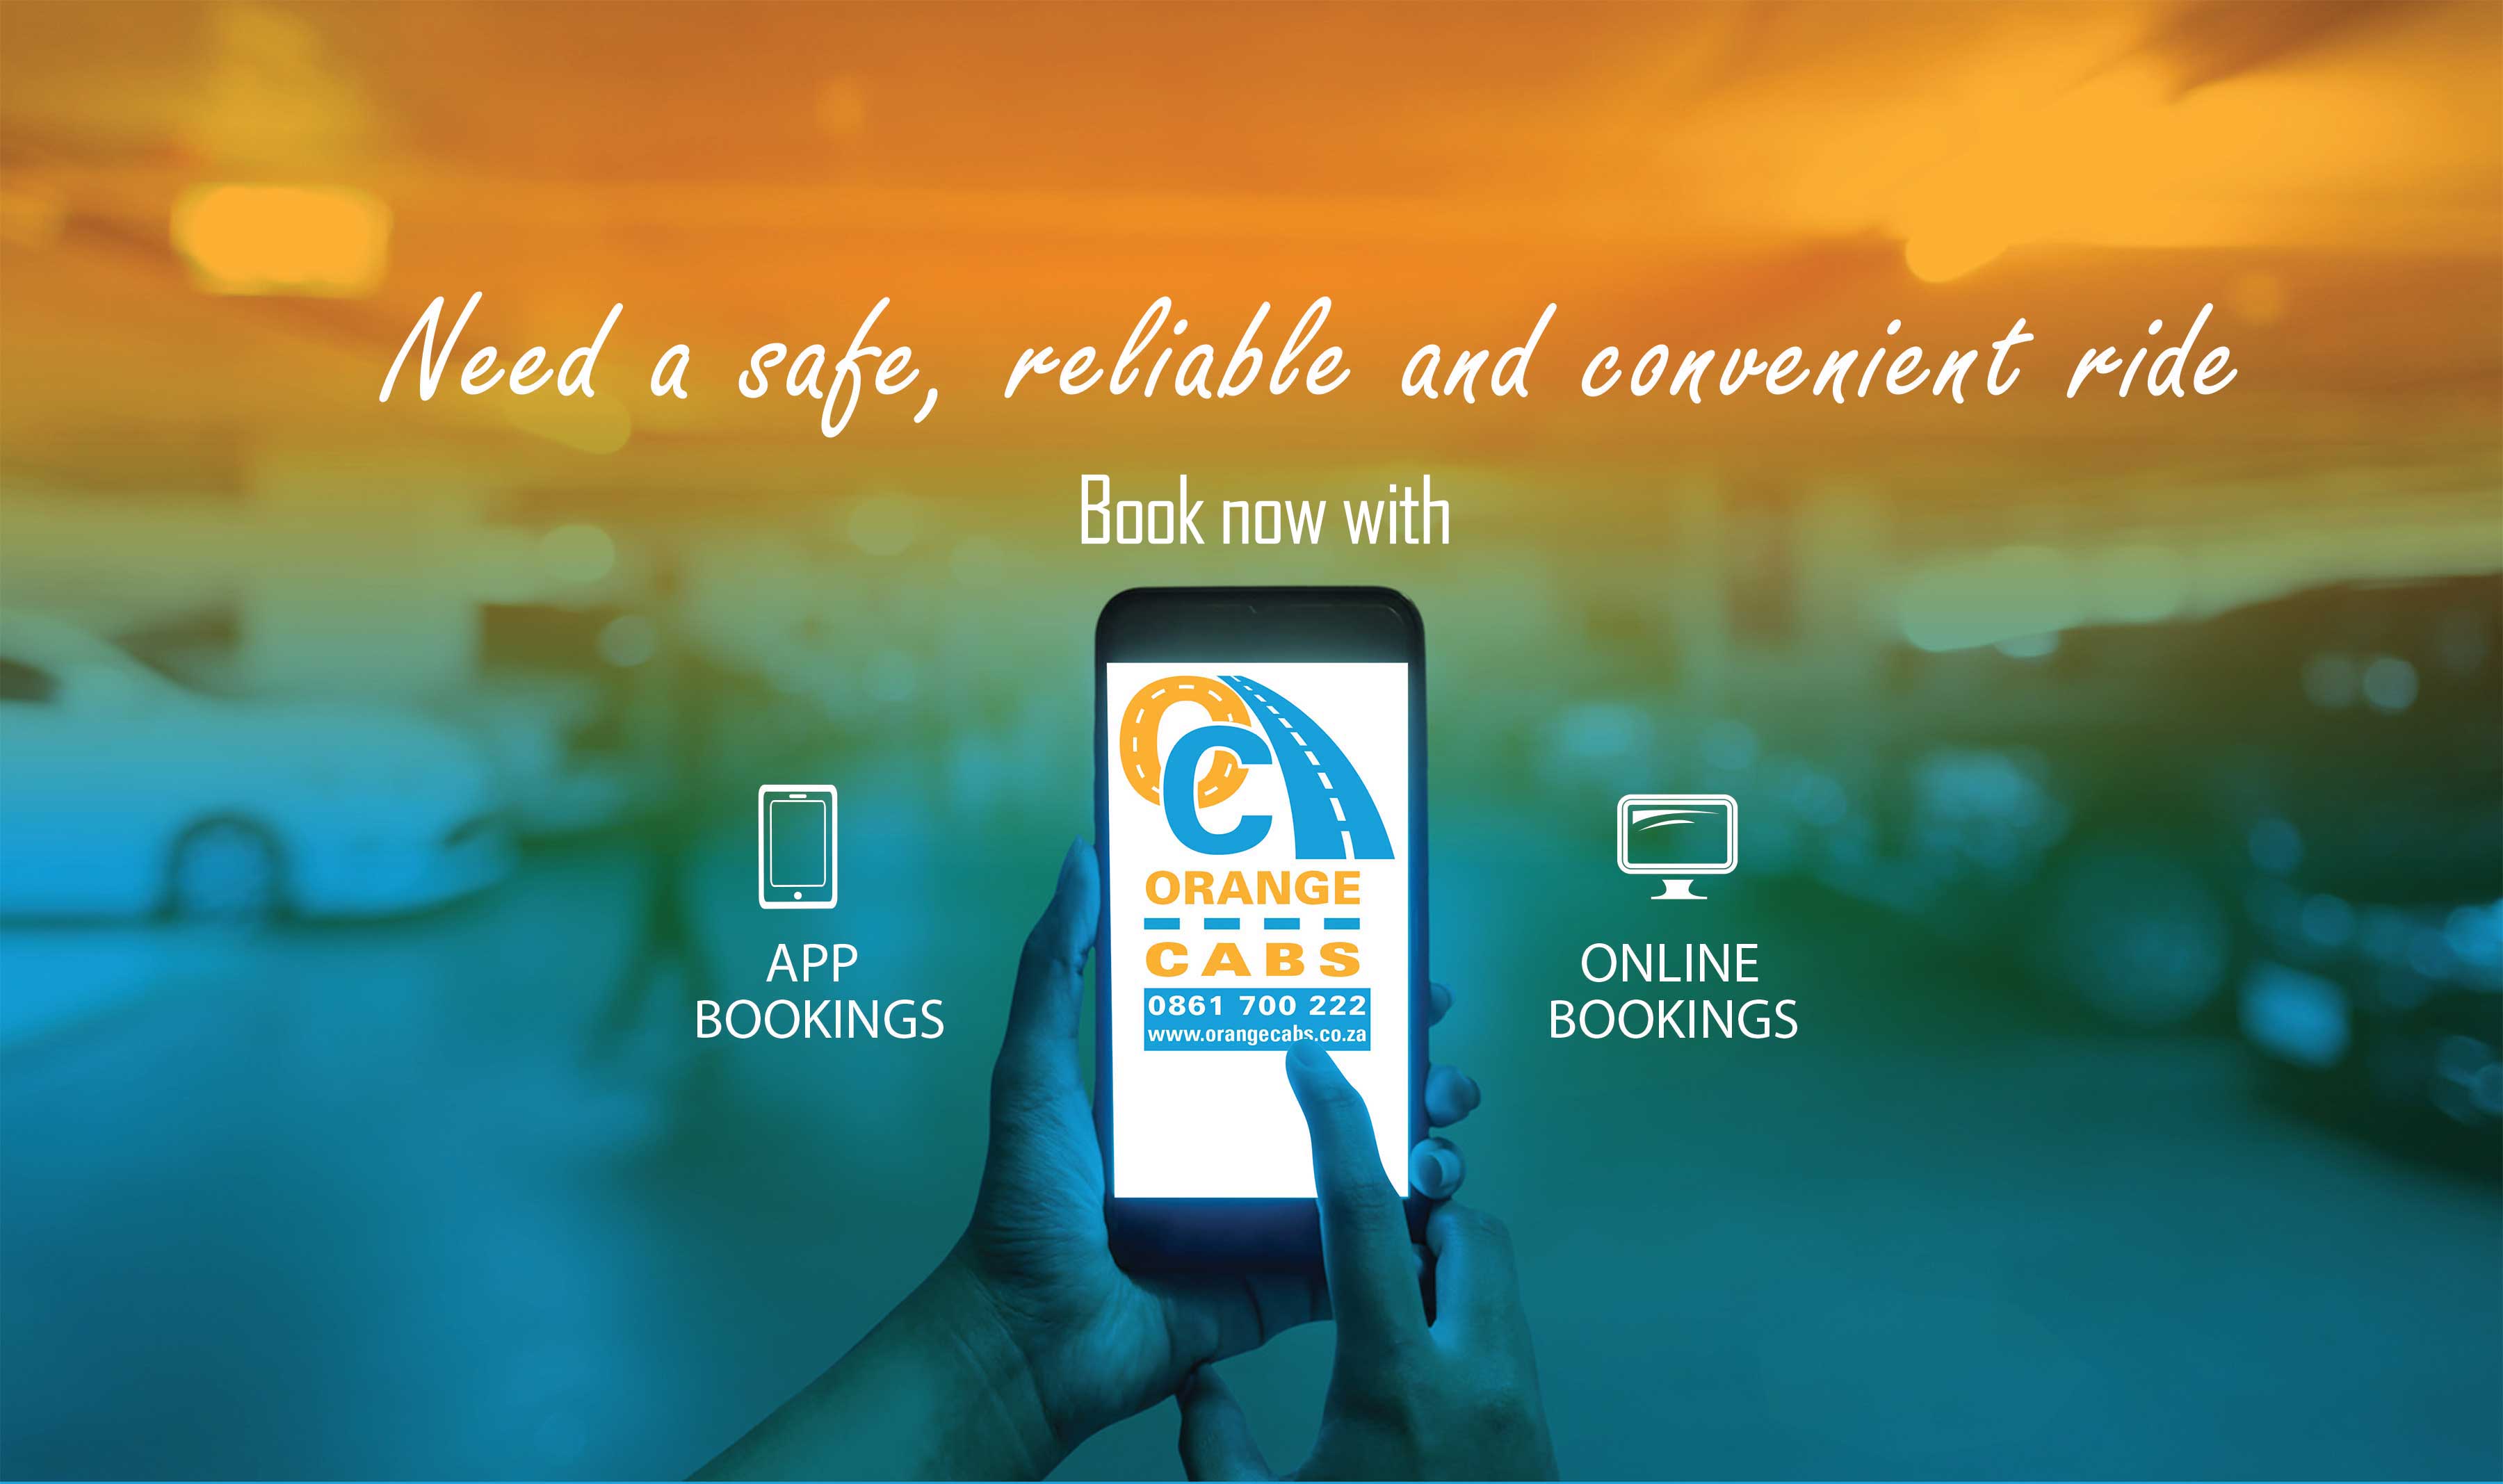 Need a safe, reliable and convenient ride
Book now with
APP
BOOKINGS
OC
ORANGE
CABS
0861 700 222
www.orangecabs.co.za
ONLINE
BOOKINGS